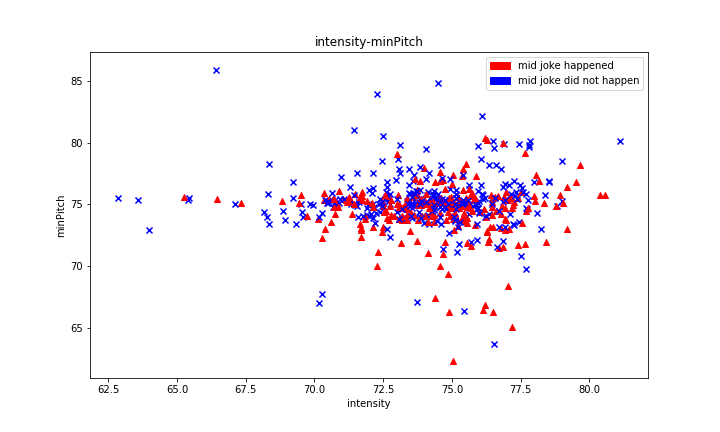 intensity-minPitch
mid joke happened
mid joke did not happen
minPitch
85
80
75
70
65
62.5 65.0 67.5 70.0 72.5 75.0 77.5 80.0
intensity